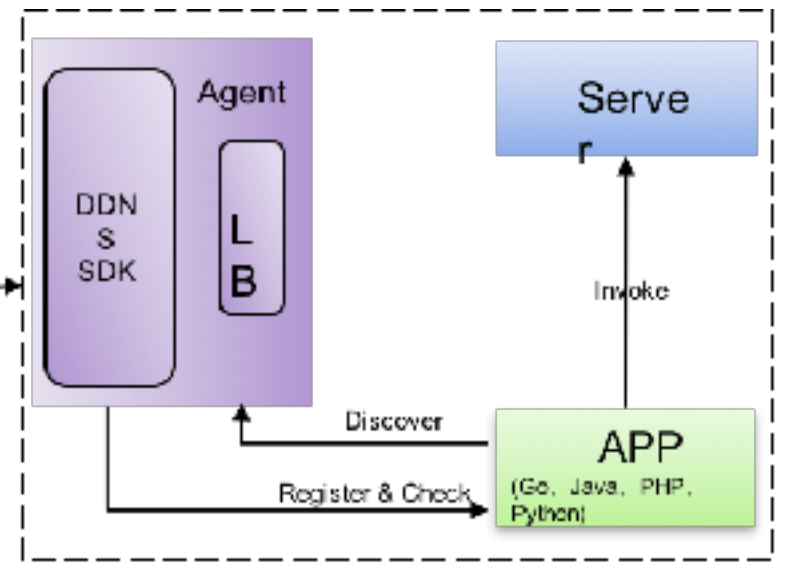 Agent
DDN
S
SDK
L
B
Serve
r
Invoke
Discover
Register & Check
APP
(Go、Java、PHP、
Python)